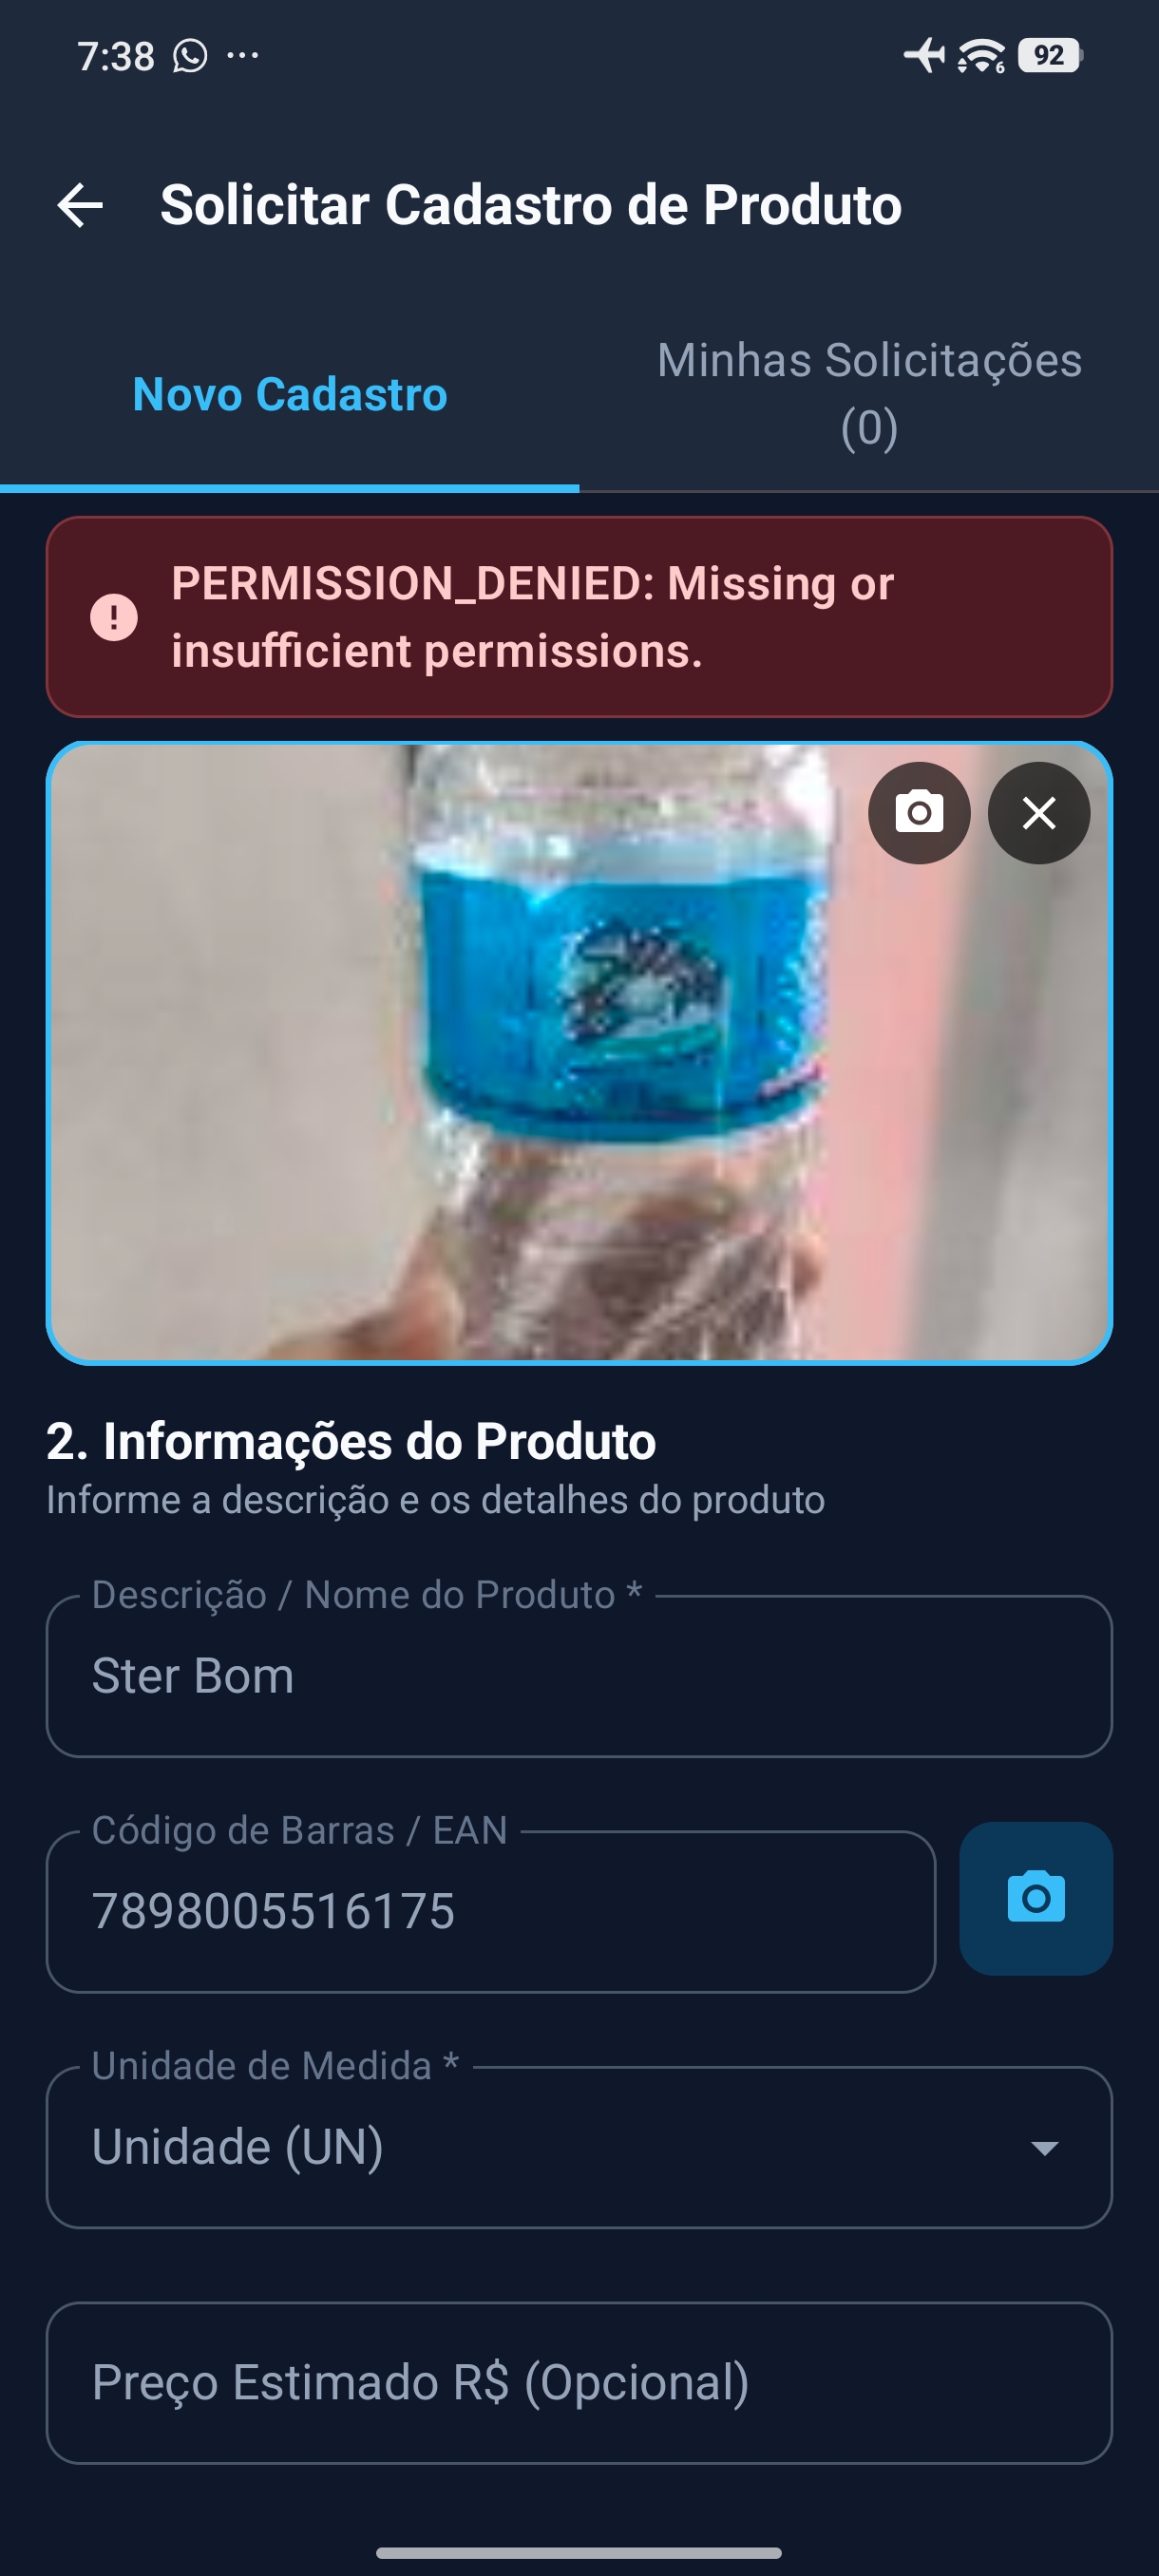 7:38
6
92
Solicitar Cadastro de Produto
Novo Cadastro
Minhas Solicitações
(0)
PERMISSION_DENIED: Missing or
insufficient permissions.
2. Informações do Produto
Informe a descrição e os detalhes do produto
Descrição / Nome do Produto *
Ster Bom
Código de Barras / EAN
7898005516175
Unidade de Medida *
Unidade (UN)
Preço Estimado R$ (Opcional)